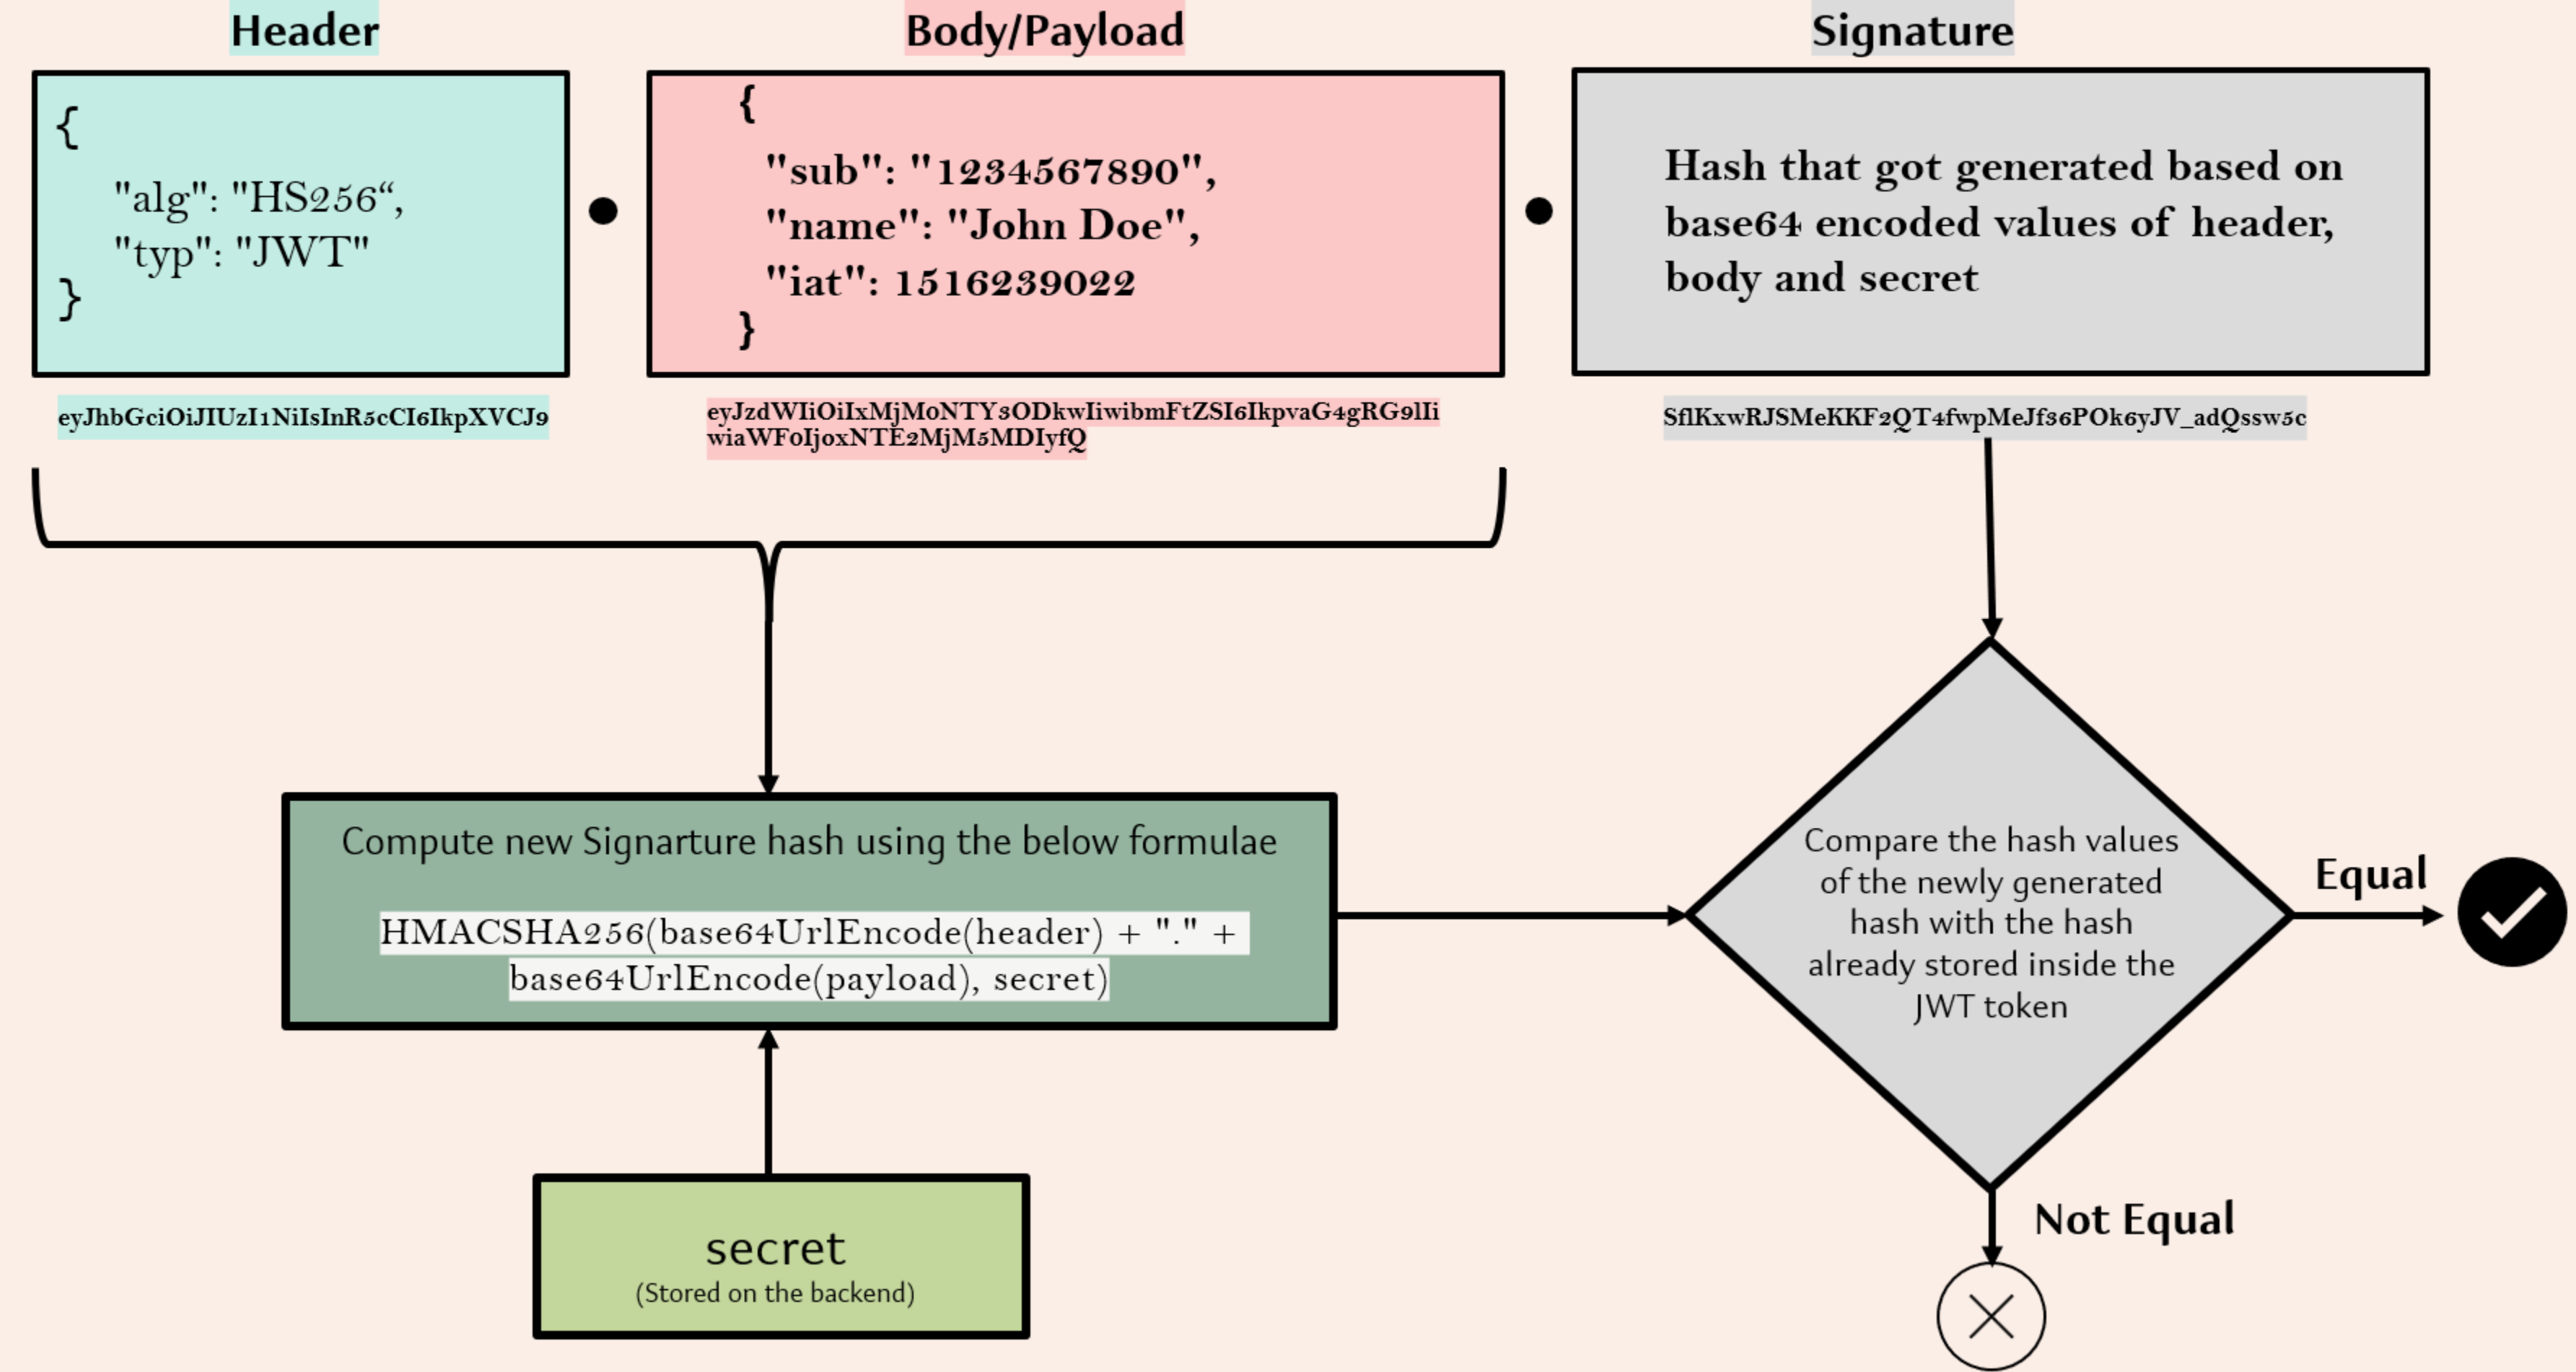 Header
Body/Payload
Signature
{
"alg": "HS256“,
"typ": "JWT"
}
{
"sub": "1234567890",
"name": "John Doe",
"iat": 1516239022
}
Hash that got generated based on
base64 encoded values of header,
body and secret
eyJhbGciOiJIUzI1NiIsInR5cCI6IkpXVCJ9
eyJzdWIiOiIxMjM0NTY3ODkwIiwibmFtZSI6IkpvaG4gRG9lIi
wiaWF0IjoxNTE2MjM5MDIyfQ
SflKxwRJSMeKKF2QT4fwpMeJf36POk6yJV_adQssw5c
Compute new Signarture hash using the below formulae
HMACSHA256(base64UrlEncode(header) + "." +
base64UrlEncode(payload), secret)
Compare the hash values
of the newly generated
hash with the hash
already stored inside the
JWT token
Equal
Not Equal
secret
(Stored on the backend)